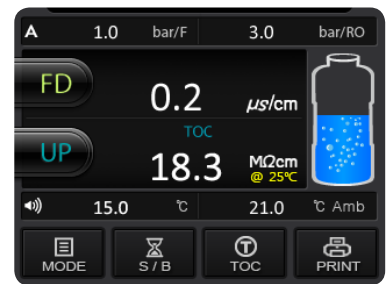 A 1.0 bar/F 3.0 bar/RO
FD 0.2 µs/cm
TOC
UP 18.3 MΩcm
@ 25℃
15.0 ℃ 21.0 ℃ Amb
MODE S / B TOC PRINT